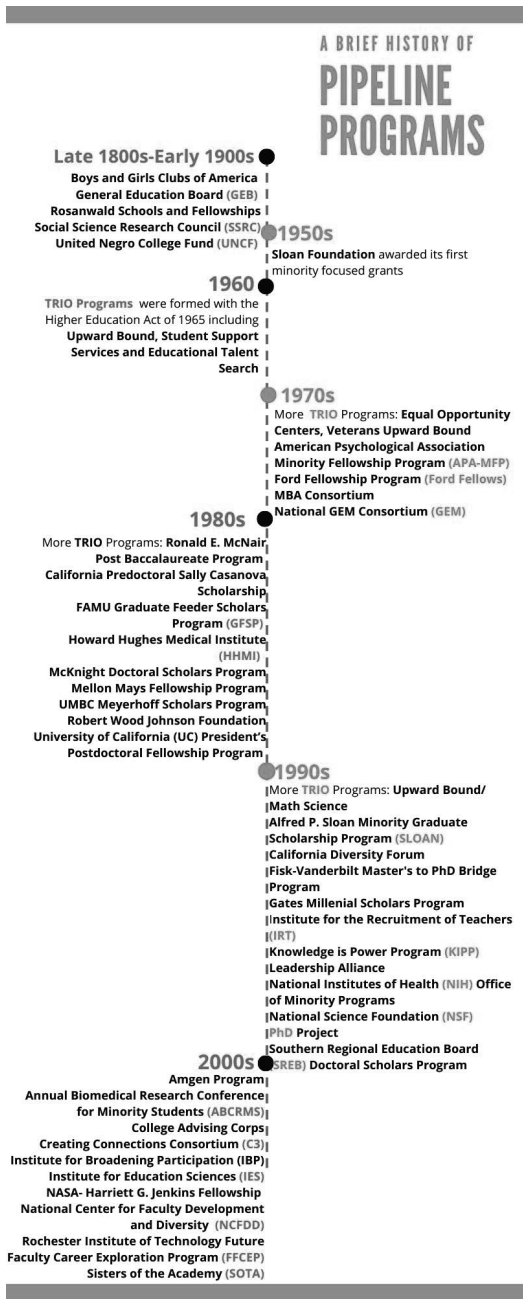 A BRIEF HISTORY OF
PIPELINE
PROGRAMS
Late 1800s-Early 1900s
Boys and Girls Clubs of America
General Education Board (GEB)
Rosanwald Schools and Fellowships
Social Science Research Council (SSRC)
United Negro College Fund (UNCF)
1950s
Sloan Foundation awarded its first
minority focused grants
1960
TRIO Programs were formed with the
Higher Education Act of 1965 including
Upward Bound, Student Support
Services and Educational Talent
Search
1970s
More TRIO Programs: Equal Opportunity
Centers, Veterans Upward Bound
American Psychological Association
Minority Fellowship Program (APA-MFP)
Ford Fellowship Program (Ford Fellows)
MBA Consortium
National GEM Consortium (GEM)
1980s
More TRIO Programs: Ronald E. McNair
Post Baccalaureate Program
California Predoctoral Sally Casanova
Scholarship
FAMU Graduate Feeder Scholars
Program (GFSP)
Howard Hughes Medical Institute
(HHMI)
McKnight Doctoral Scholars Program
Mellon Mays Fellowship Program
UMBC Meyerhoff Scholars Program
Robert Wood Johnson Foundation
University of California (UC) President's
Postdoctoral Fellowship Program
1990s
More TRIO Programs: Upward Bound/
Math Science
Alfred P. Sloan Minority Graduate
Scholarship Program (SLOAN)
California Diversity Forum
Fisk-Vanderbilt Master's to PhD Bridge
Program
Gates Millenial Scholars Program
Institute for the Recruitment of Teachers
(IRT)
Knowledge is Power Program (KIPP)
Leadership Alliance
National Institutes of Health (NIH) Office
of Minority Programs
National Science Foundation (NSF)
PhD Project
Southern Regional Education Board
(SREB) Doctoral Scholars Program
2000s
Amgen Program
Annual Biomedical Research Conference
for Minority Students (ABCRMS)
College Advising Corps
Creating Connections Consortium (C3)
Institute for Broadening Participation (IBP)
Institute for Education Sciences (IES)
NASA- Harriett G. Jenkins Fellowship
National Center for Faculty Development
and Diversity (NCFDD)
Rochester Institute of Technology Future
Faculty Career Exploration Program (FFCEP)
Sisters of the Academy (SOTA)